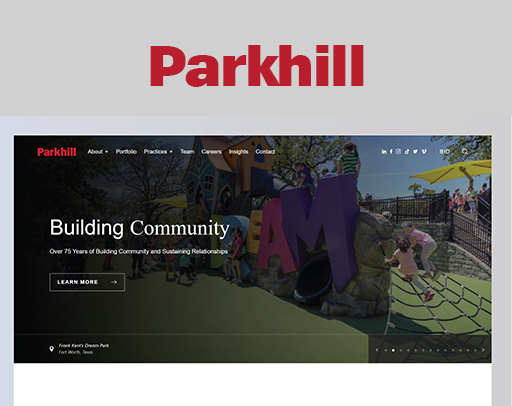 Parkhill
Parkhill About + Portfolio Practices + Team Careers Insights Contact
EAM
Building Community
Over 75 Years of Building Community and Sustaining Relationships
LEARN MORE →
Frank Kent's Dream Park
Fort Worth, Texas